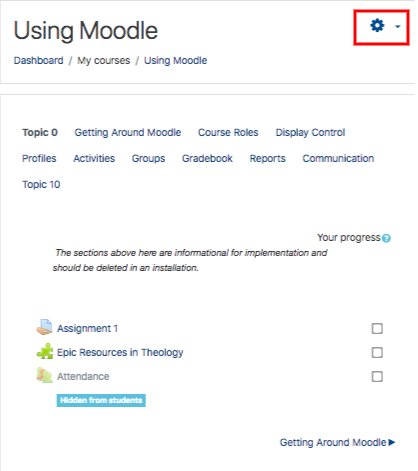 Using Moodle
Dashboard / My courses / Using Moodle
Topic 0 Getting Around Moodle Course Roles Display Control
Profiles Activities Groups Gradebook Reports Communication
Topic 10
Your progress
The sections above here are informational for implementation and
should be deleted in an installation.
Assignment 1
Epic Resources in Theology
Attendance
Hidden from students
Getting Around Moodle